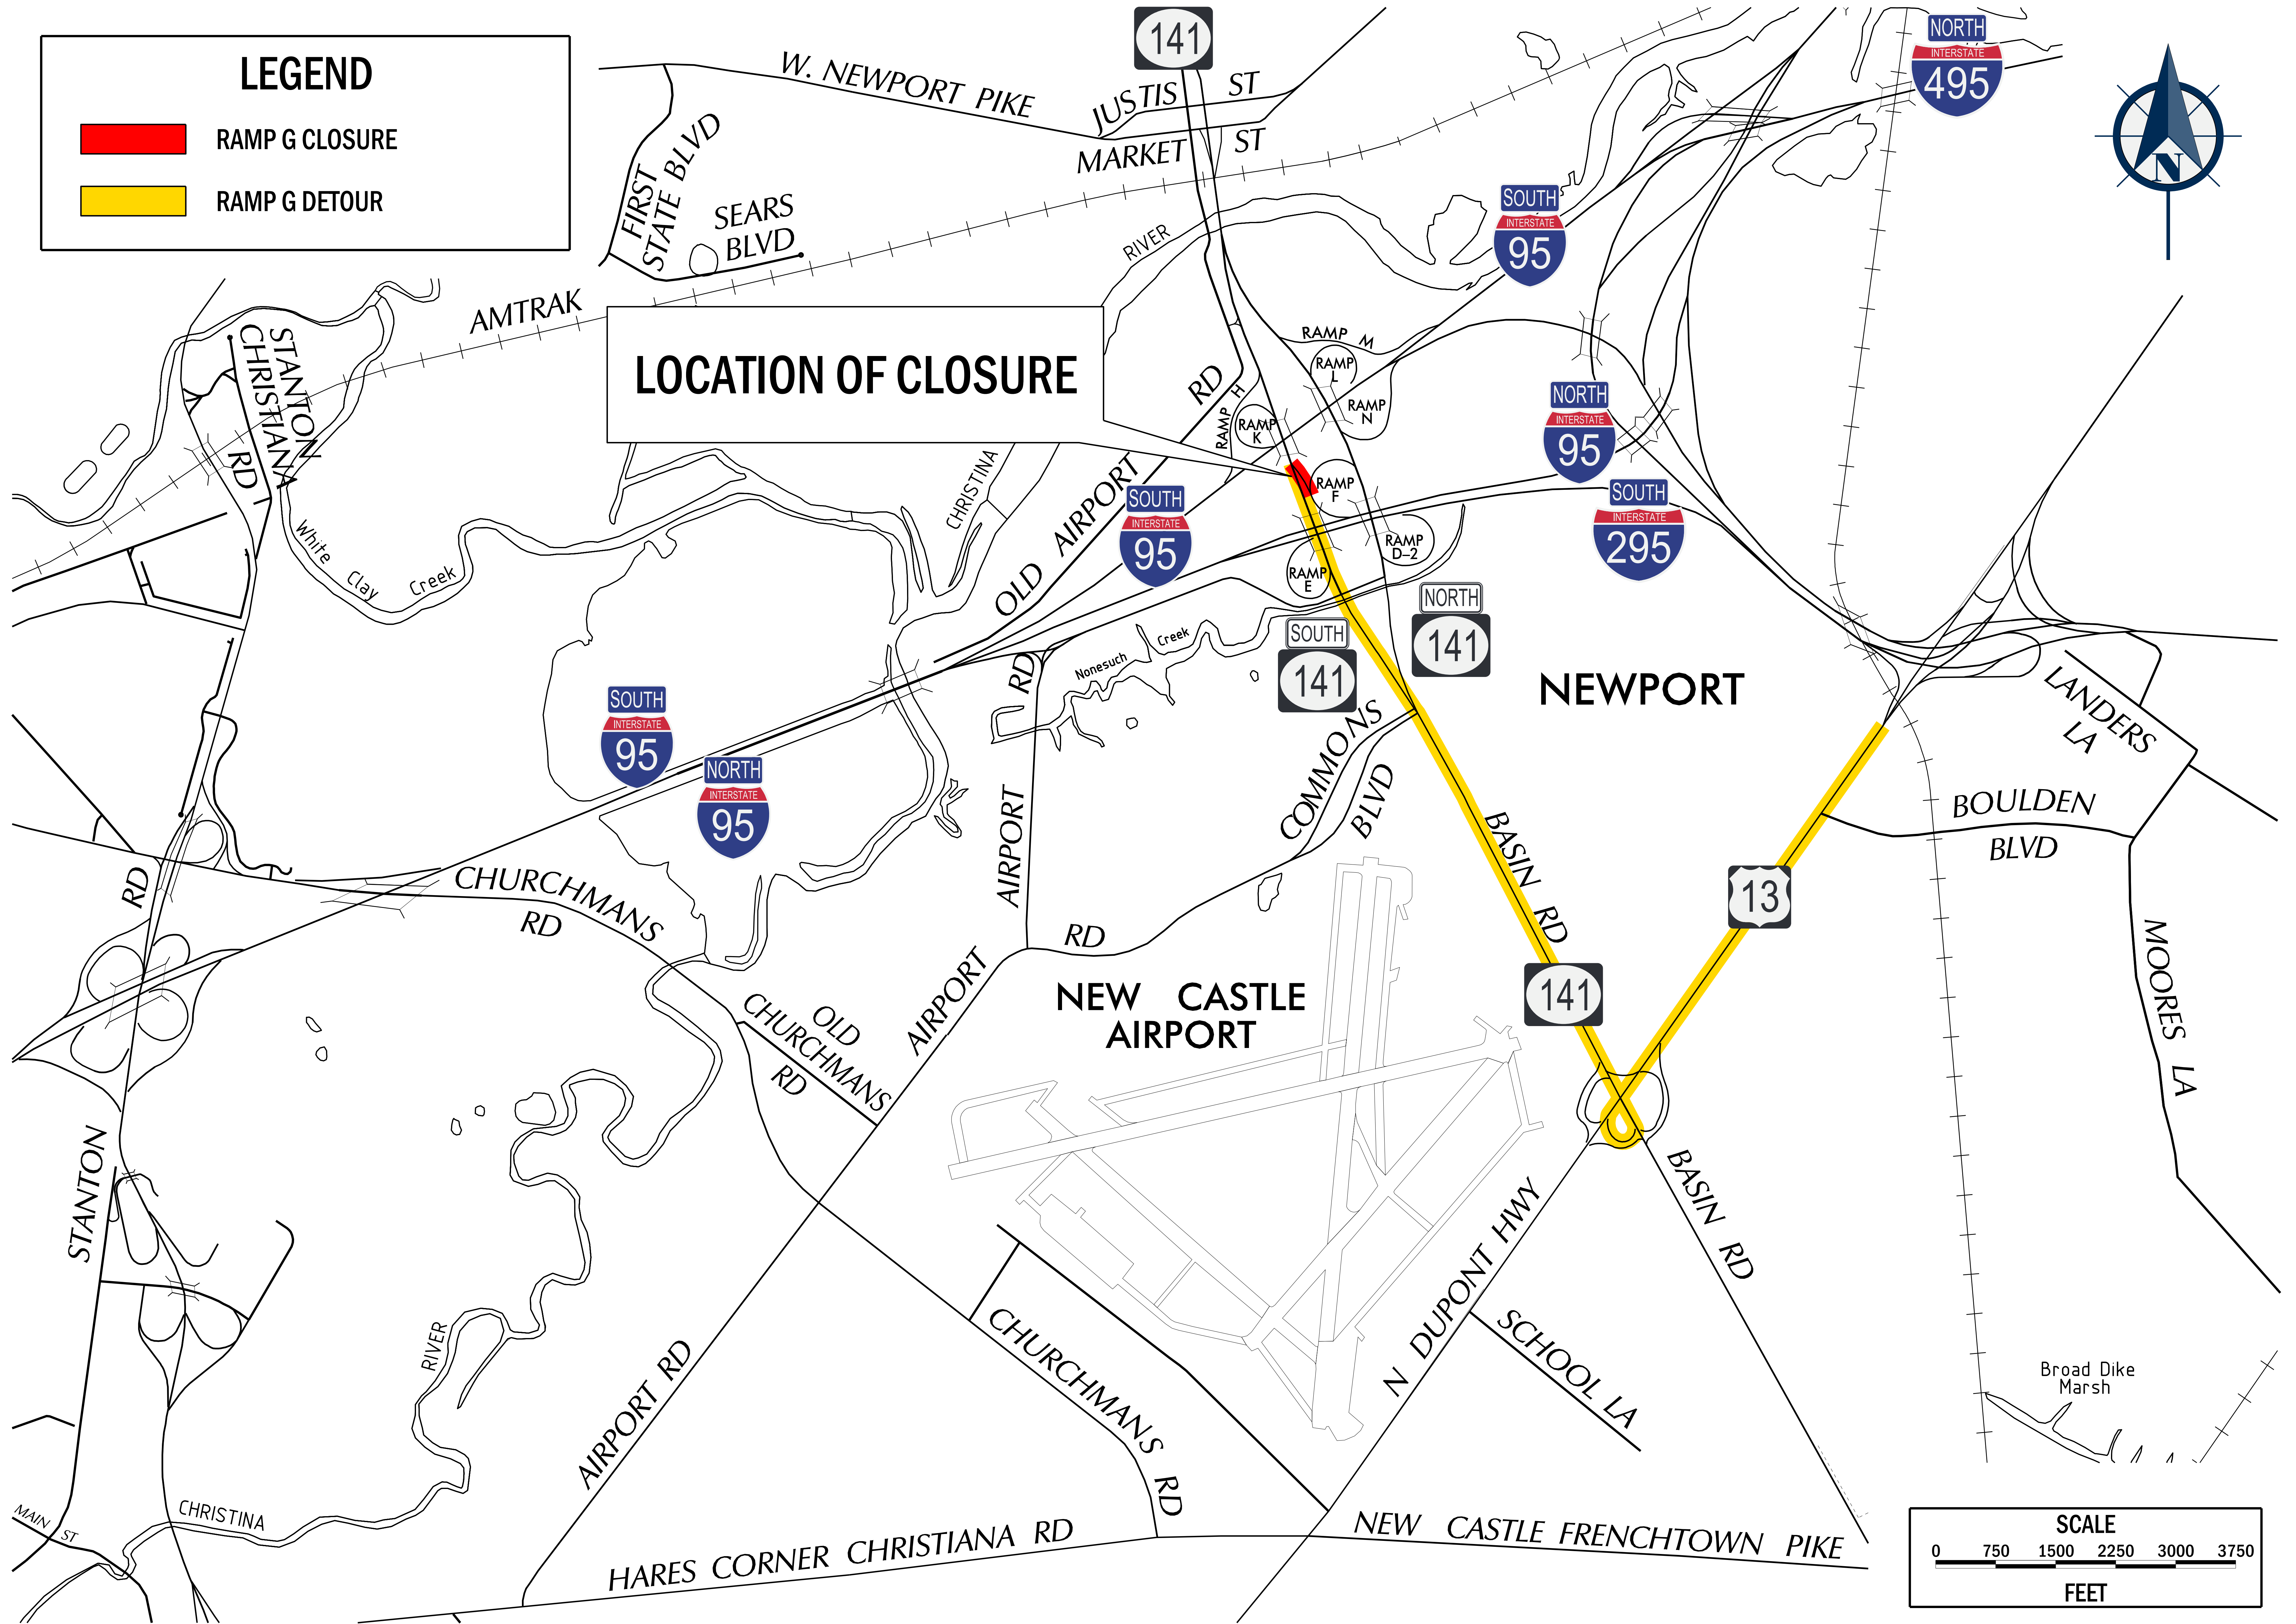 LEGEND
RAMP G CLOSURE
RAMP G DETOUR
141
W. NEWPORT PIKE
JUSTIS ST
MARKET ST
NORTH
INTERSTATE
495
N
FIRST
STATE BLVD
SEARS
BLVD
RIVER
SOUTH
INTERSTATE
95
AMTRAK
STANTON
CHRISTIANA
RD
LOCATION OF CLOSURE
RAMP M
RAMP
L
RAMP
N
RAMP H
RAMP
K
OLD AIRPORT RD
NORTH
INTERSTATE
95
RAMP
F
SOUTH
INTERSTATE
295
CHRISTINA
SOUTH
INTERSTATE
95
RAMP
D-2
RAMP
E
White Clay Creek
NORTH
141
SOUTH
141
Nonesuch Creek
NEWPORT
LANDERS
LA
SOUTH
INTERSTATE
95
NORTH
INTERSTATE
95
AIRPORT RD
COMMONS
BLVD
BASIN RD
BOULDEN
BLVD
13
STANTON RD
CHURCHMANS
RD
AIRPORT RD
MOORES LA
141
NEW CASTLE
AIRPORT
OLD
CHURCHMANS
RD
BASIN RD
N DUPONT HWY
SCHOOL LA
CHURCHMANS RD
RIVER
AIRPORT RD
Broad Dike
Marsh
MAIN ST
CHRISTINA
HARES CORNER CHRISTIANA RD
NEW CASTLE FRENCHTOWN PIKE
SCALE
0 750 1500 2250 3000 3750
FEET